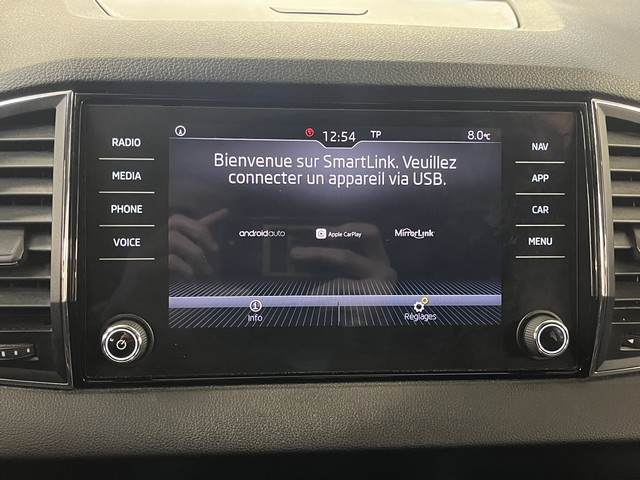 12:54 TP 8.0°C
RADIO
MEDIA
PHONE
VOICE
Bienvenue sur SmartLink. Veuillez
connecter un appareil via USB.
androidauto Apple CarPlay MirrorLink
Info Réglages
NAV
APP
CAR
MENU